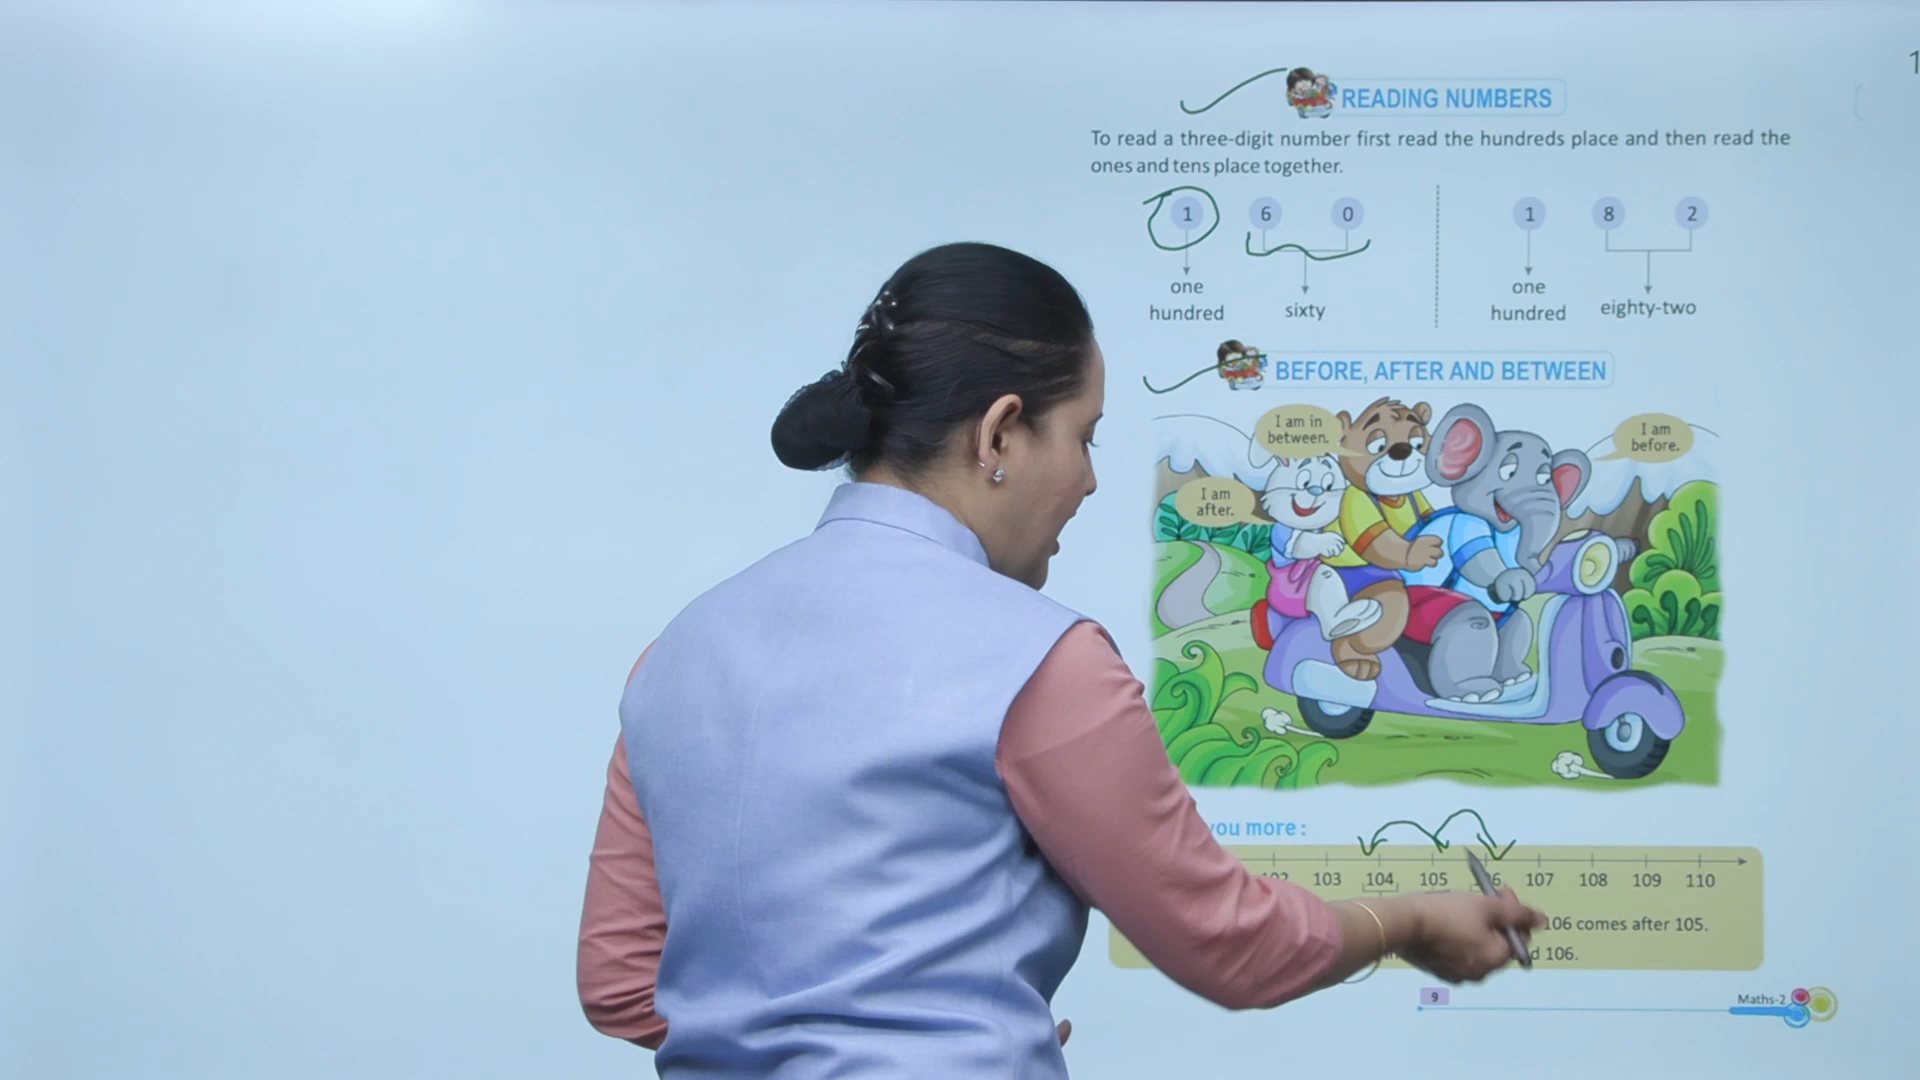 1
READING NUMBERS
To read a three-digit number first read the hundreds place and then read the
ones and tens place together.
1 6 0
one
hundred
sixty
1 8 2
one
hundred
eighty-two
BEFORE, AFTER AND BETWEEN
I am in
between.
I am
before.
I am
after.
you more :
103 104 105 106 107 108 109 110
106 comes after 105.
106.
9
Maths-2